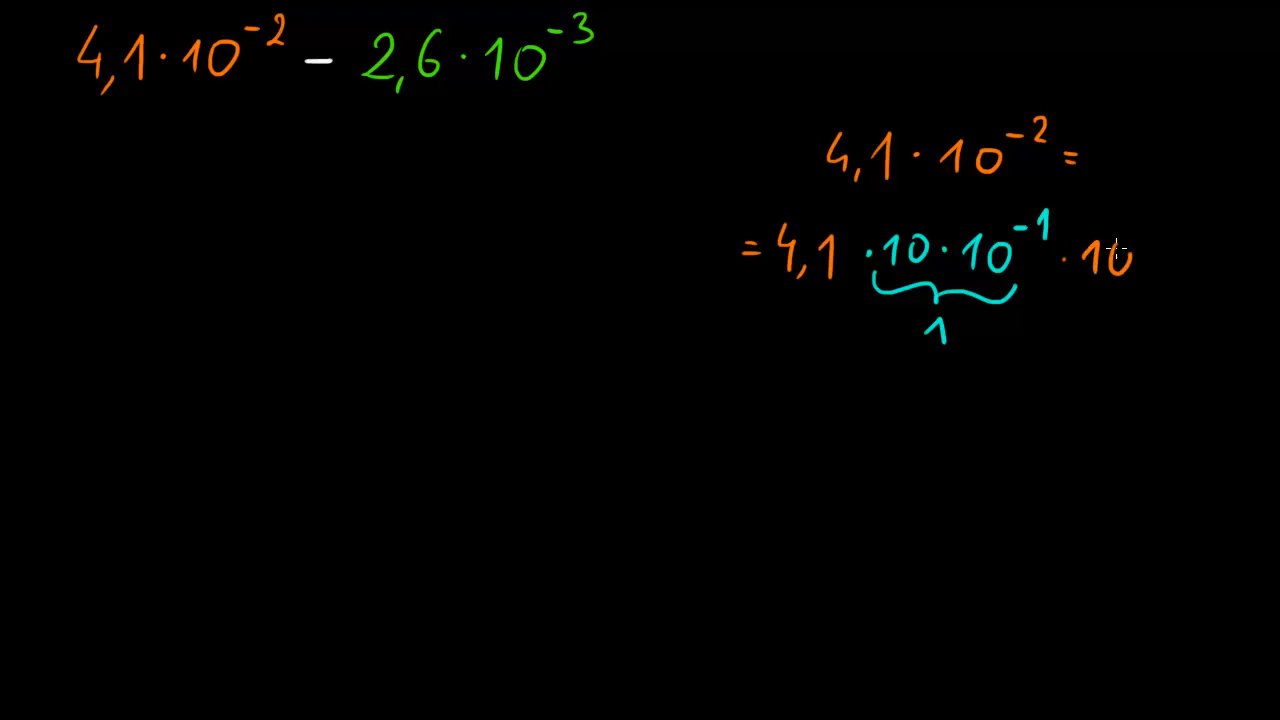 4,1 · 10⁻² − 2,6 · 10⁻³
4,1 · 10⁻² =
= 4,1 · 10 · 10⁻¹ · 10
1